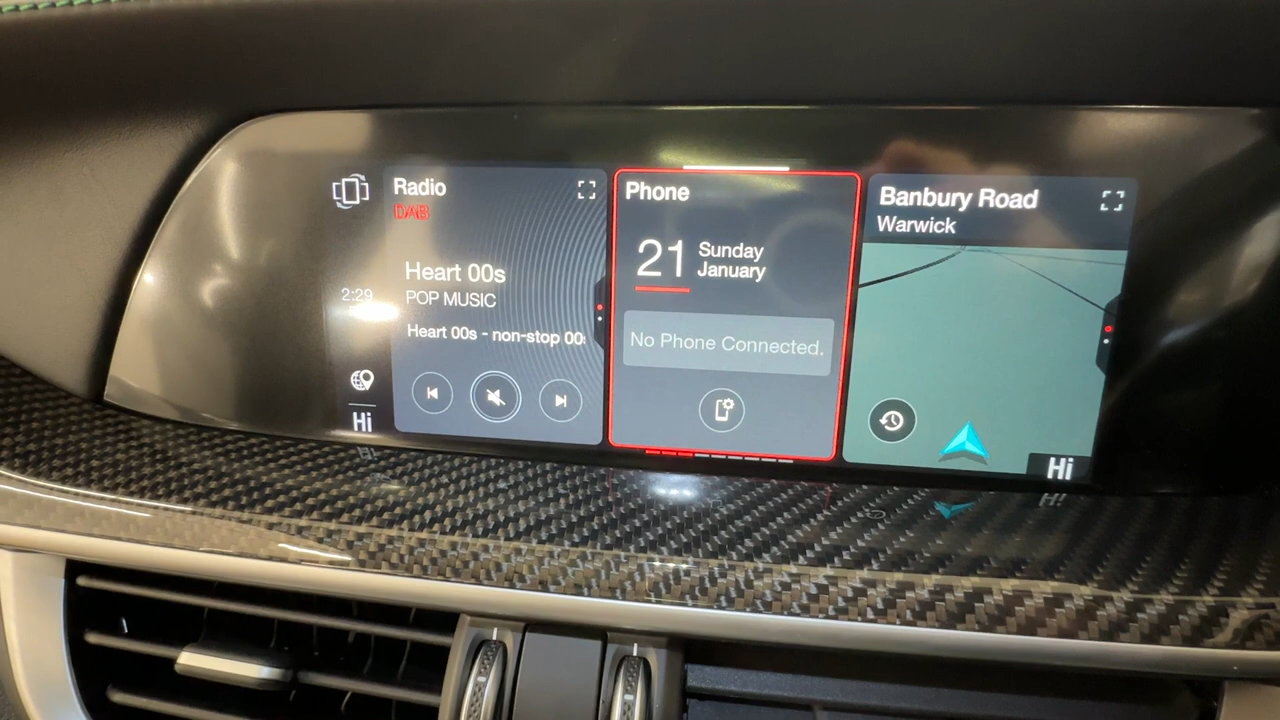 Radio
DAB
2:29
Heart 00s
POP MUSIC
Heart 00s - non-stop 00s
Hi
Phone
21
Sunday
January
No Phone Connected.
Banbury Road
Warwick
Hi